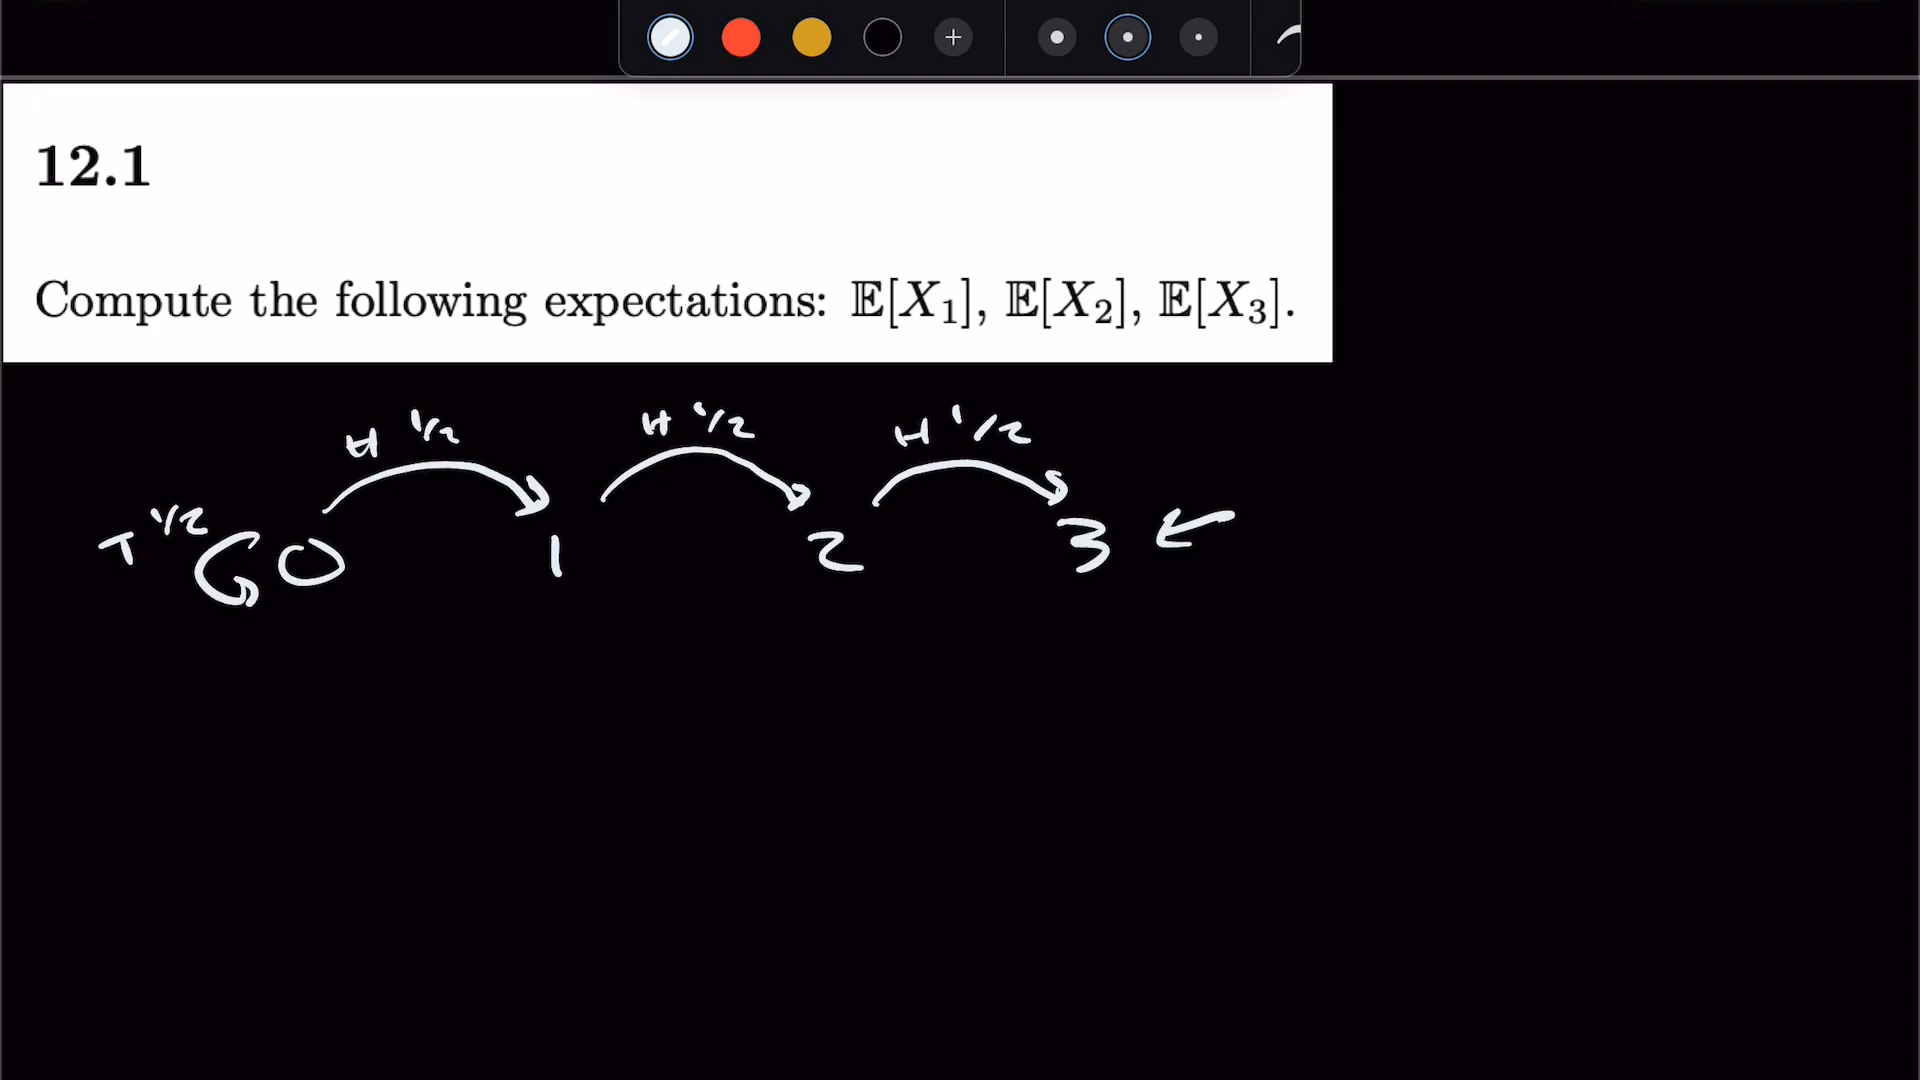 12.1
Compute the following expectations: 𝔼[X₁], 𝔼[X₂], 𝔼[X₃].
H 1/2 H 1/2 H 1/2
T 1/2 0 1 2 3